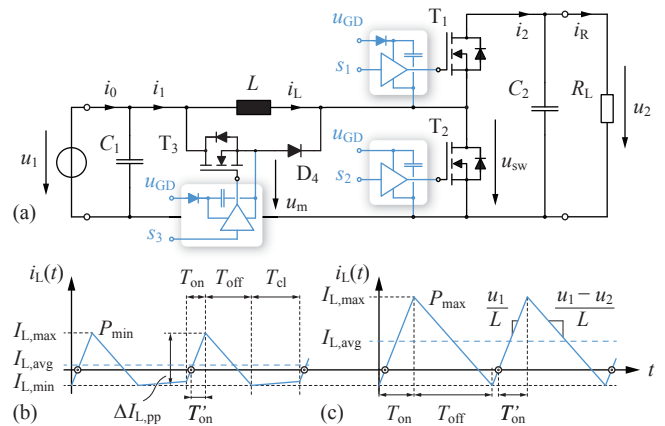 u_GD
T_1
i_2
i_R
s_1
i_0
i_1
L
i_L
C_2
R_L
u_2
C_1
T_3
u_GD
T_2
u_1
D_4
s_2
u_sw
u_GD
u_m
(a)
s_3
i_L(t)
T_on T_off T_cl
i_L(t)
I_L,max
P_min
I_L,max
P_max
u_1
L
u_1 − u_2
L
I_L,avg
I_L,avg
I_L,min
I_L,min
t
(b)
ΔI_L,pp
T'_on
(c)
T_on
T_off
T'_on